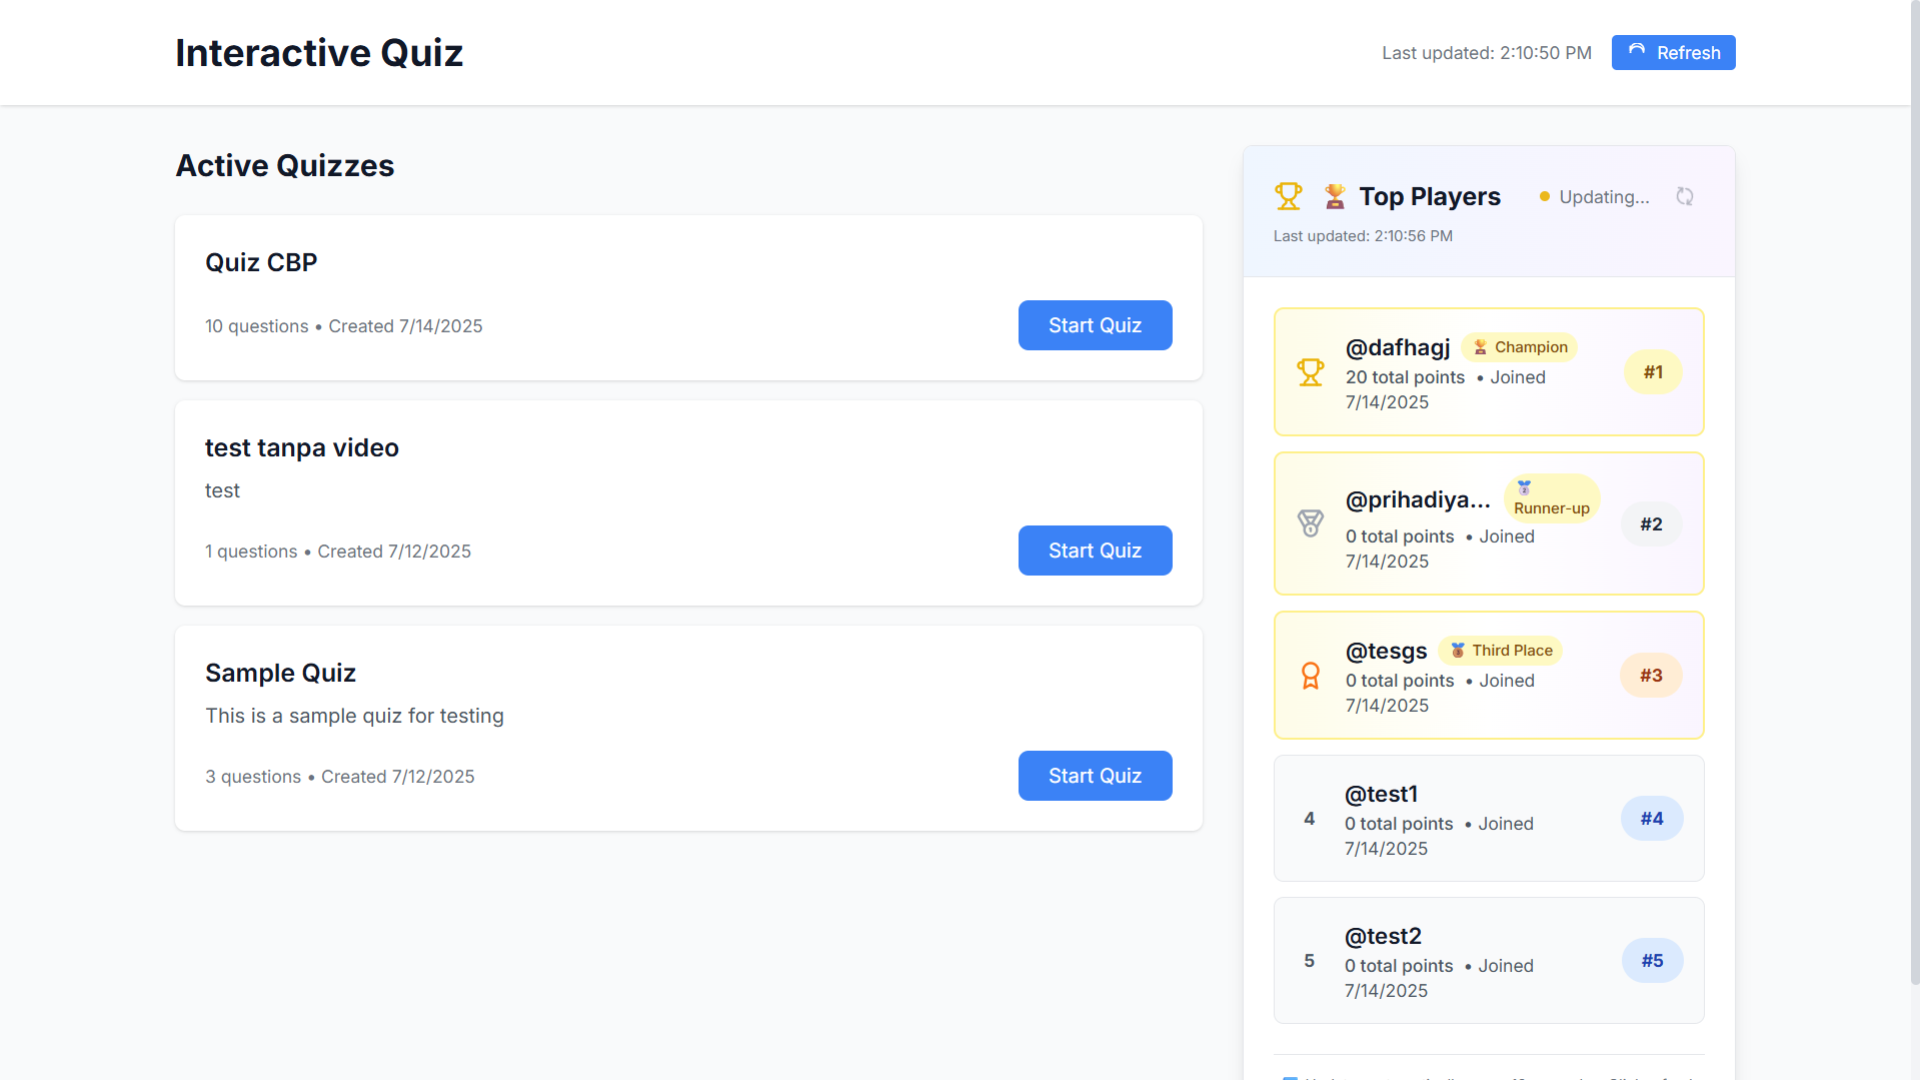 Interactive Quiz
Last updated: 2:10:50 PM
Refresh
Active Quizzes
Quiz CBP
10 questions • Created 7/14/2025
Start Quiz
test tanpa video
test
1 questions • Created 7/12/2025
Start Quiz
Sample Quiz
This is a sample quiz for testing
3 questions • Created 7/12/2025
Start Quiz
🏆 Top Players
Updating...
Last updated: 2:10:56 PM
@dafhagj 🏆 Champion
20 total points • Joined
7/14/2025
#1
@prihadiya... 🥈
Runner-up
0 total points • Joined
7/14/2025
#2
@tesgs 🥉 Third Place
0 total points • Joined
7/14/2025
#3
4
@test1
0 total points • Joined
7/14/2025
#4
5
@test2
0 total points • Joined
7/14/2025
#5